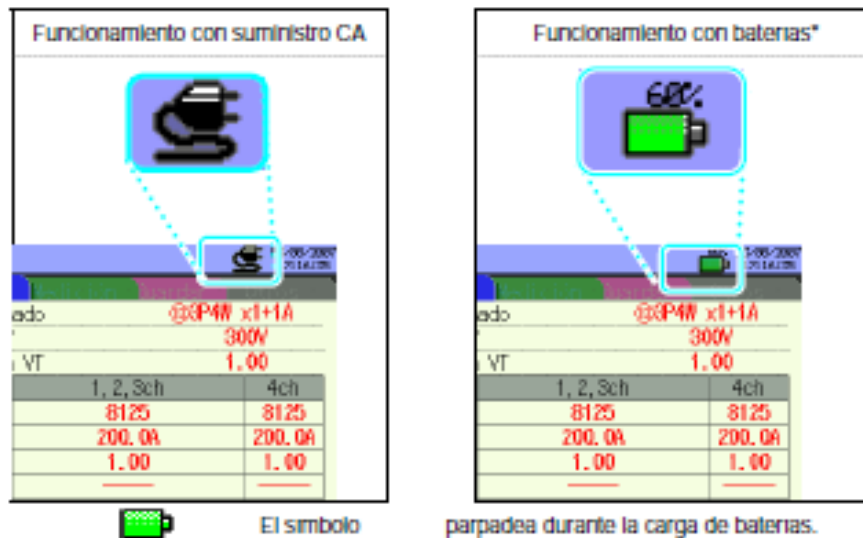 Funcionamiento con suministro CA
ado @3P4W x1+1A
300V
VT 1.00
1,2,3ch 4ch
8125 8125
200.0A 200.0A
1.00 1.00
Funcionamiento con baterías*
60%
ado @3P4W x1+1A
300V
VT 1.00
1,2,3ch 4ch
8125 8125
200.0A 200.0A
1.00 1.00
El símbolo parpadea durante la carga de baterías.